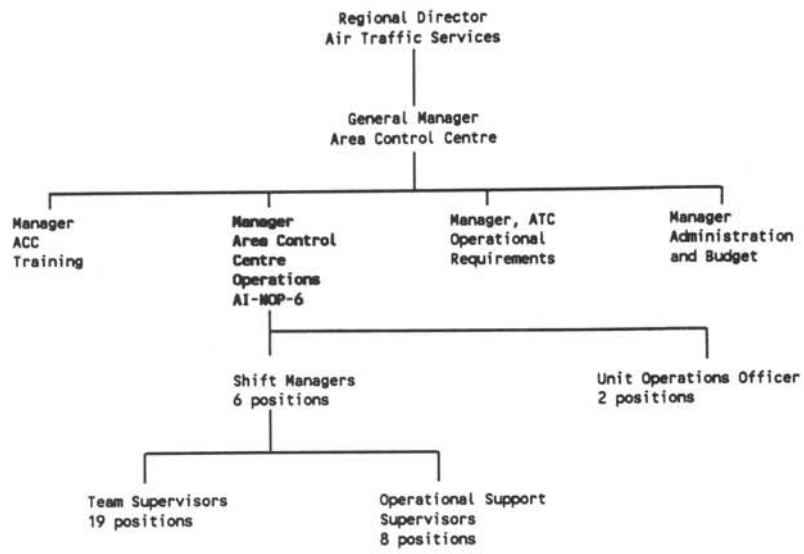 Regional Director
Air Traffic Services
General Manager
Area Control Centre
Manager
ACC
Training
Manager
Area Control
Centre
Operations
AI-NOP-6
Manager, ATC
Operational
Requirements
Manager
Administration
and Budget
Shift Managers
6 positions
Unit Operations Officer
2 positions
Team Supervisors
19 positions
Operational Support
Supervisors
8 positions